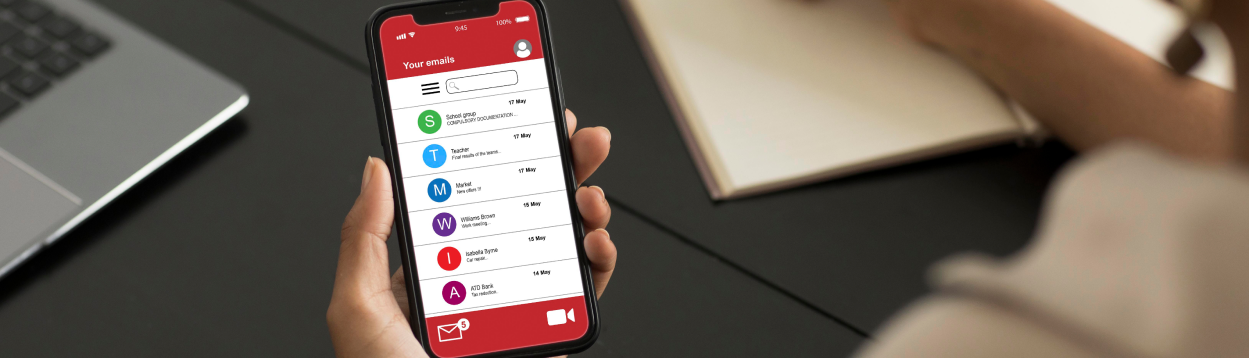 9:45
100%
Your emails
17 May
S
School group
COMPULSORY DOCUMENTATION...
17 May
T
Teacher
Final results of the exams...
17 May
M
Market
New offers !!!
15 May
W
Williams Brown
Work meeting...
15 May
I
Isabella Byrne
Car repair...
14 May
A
ATD Bank
Tax reduction...
5